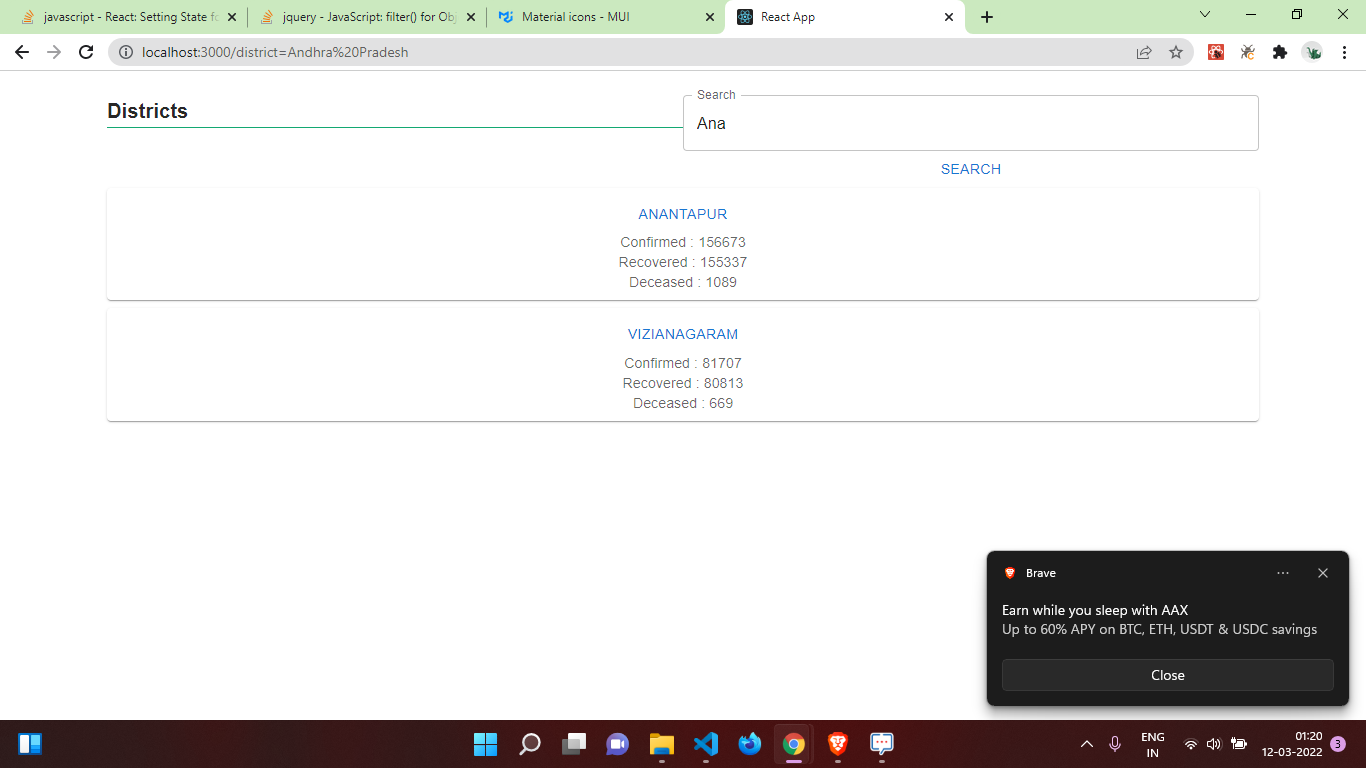 javascript - React: Setting State fo
jquery - JavaScript: filter() for Obj
Material icons - MUI
React App
localhost:3000/district=Andhra%20Pradesh
Districts
Search
Ana
SEARCH
ANANTAPUR
Confirmed : 156673
Recovered : 155337
Deceased : 1089
VIZIANAGARAM
Confirmed : 81707
Recovered : 80813
Deceased : 669
Brave
Earn while you sleep with AAX
Up to 60% APY on BTC, ETH, USDT & USDC savings
Close
ENG
IN
01:20
12-03-2022
3